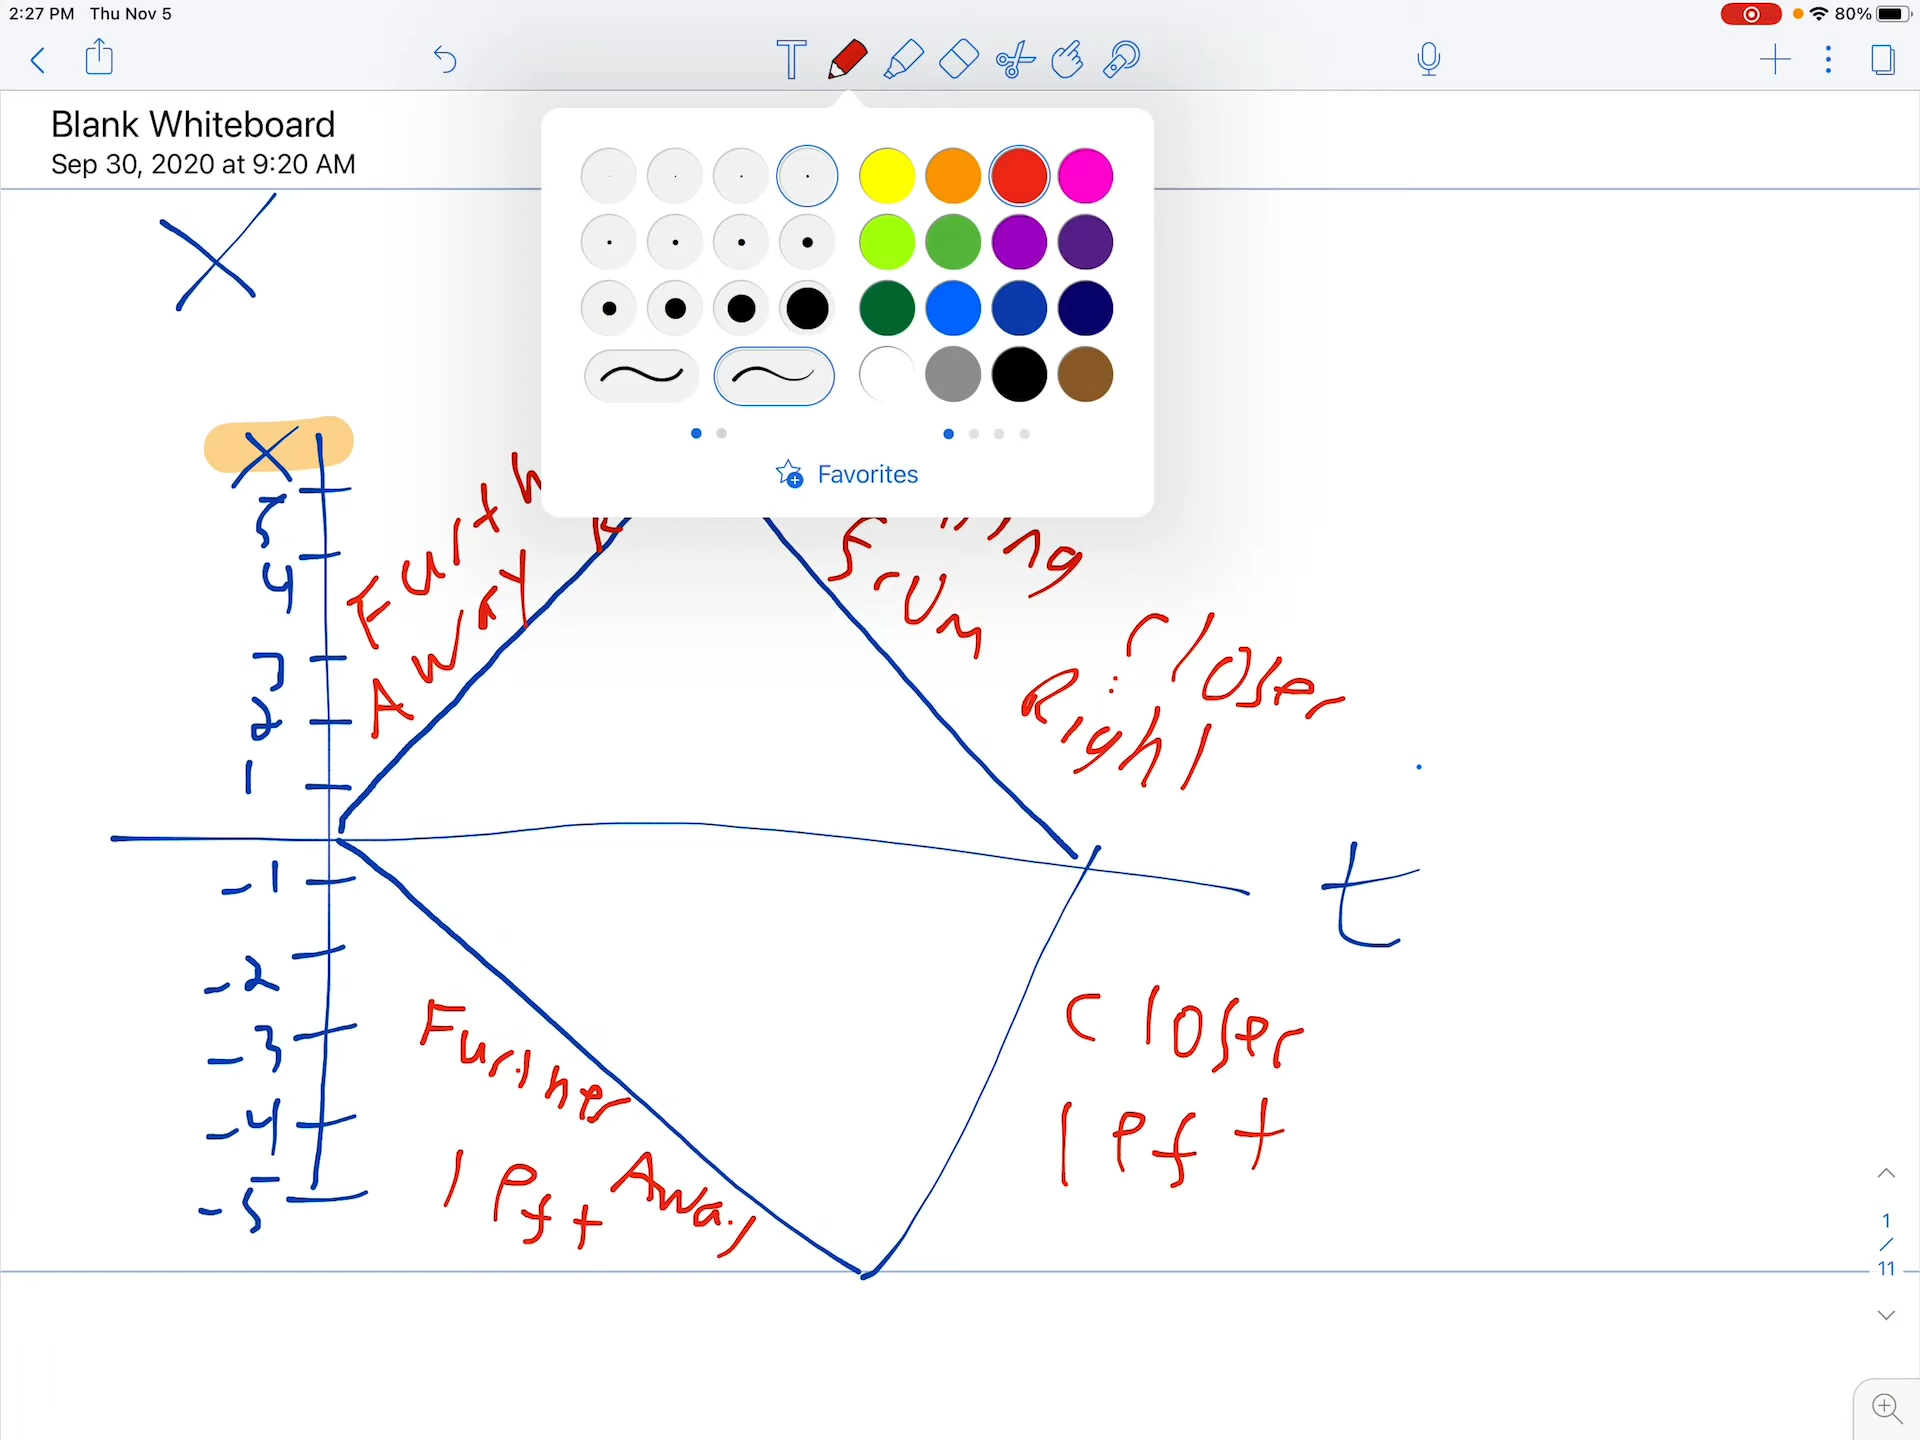 2:27 PM Thu Nov 5
80%
T
Blank Whiteboard
Sep 30, 2020 at 9:20 AM
X
Favorites
X
5
4
3
2
1
-1
-2
-3
-4
-5
Furth
Away
From
Closer
Right
t
Further
left Away
Closer
left
1
/
11